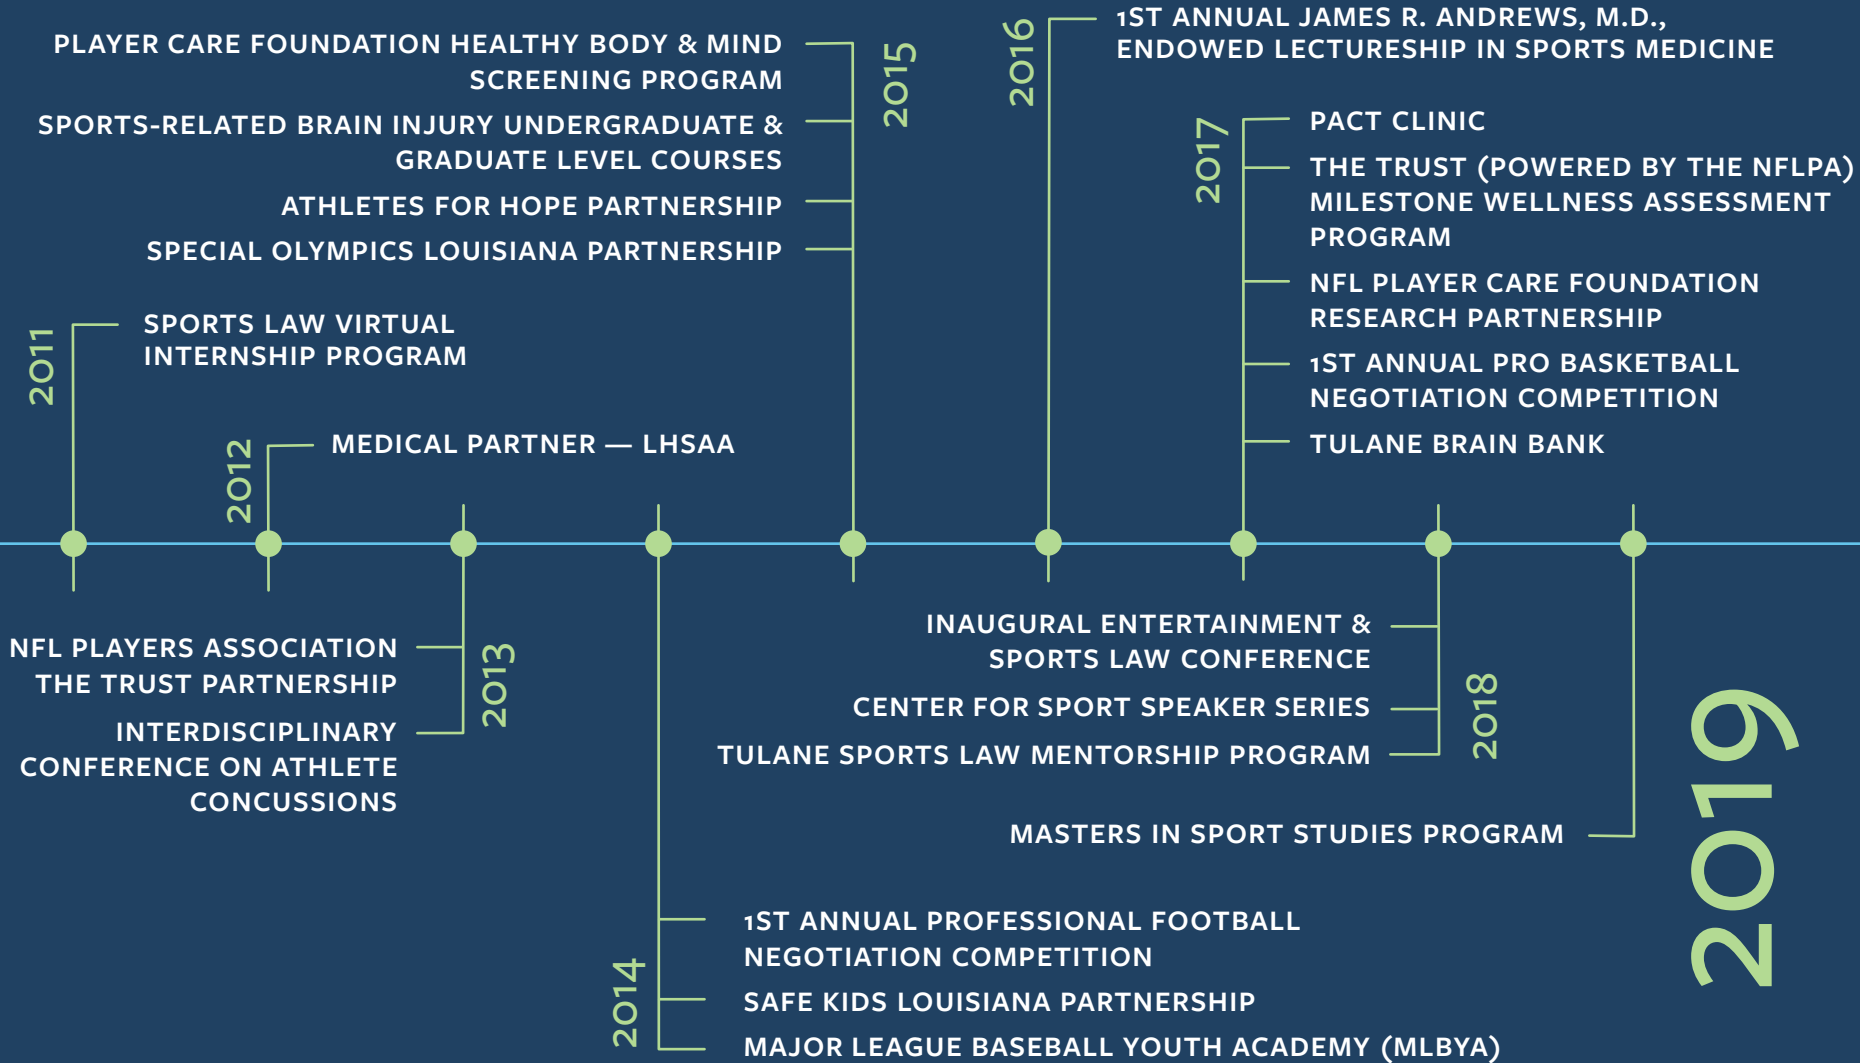 2011
SPORTS LAW VIRTUAL
INTERNSHIP PROGRAM
2012
MEDICAL PARTNER — LHSAA
NFL PLAYERS ASSOCIATION
THE TRUST PARTNERSHIP
INTERDISCIPLINARY
CONFERENCE ON ATHLETE
CONCUSSIONS
2013
2014
1ST ANNUAL PROFESSIONAL FOOTBALL
NEGOTIATION COMPETITION
SAFE KIDS LOUISIANA PARTNERSHIP
MAJOR LEAGUE BASEBALL YOUTH ACADEMY (MLBYA)
PLAYER CARE FOUNDATION HEALTHY BODY & MIND
SCREENING PROGRAM
SPORTS-RELATED BRAIN INJURY UNDERGRADUATE &
GRADUATE LEVEL COURSES
ATHLETES FOR HOPE PARTNERSHIP
SPECIAL OLYMPICS LOUISIANA PARTNERSHIP
2015
2016
1ST ANNUAL JAMES R. ANDREWS, M.D.,
ENDOWED LECTURESHIP IN SPORTS MEDICINE
2017
PACT CLINIC
THE TRUST (POWERED BY THE NFLPA)
MILESTONE WELLNESS ASSESSMENT
PROGRAM
NFL PLAYER CARE FOUNDATION
RESEARCH PARTNERSHIP
1ST ANNUAL PRO BASKETBALL
NEGOTIATION COMPETITION
TULANE BRAIN BANK
INAUGURAL ENTERTAINMENT &
SPORTS LAW CONFERENCE
CENTER FOR SPORT SPEAKER SERIES
TULANE SPORTS LAW MENTORSHIP PROGRAM
2018
MASTERS IN SPORT STUDIES PROGRAM
2019